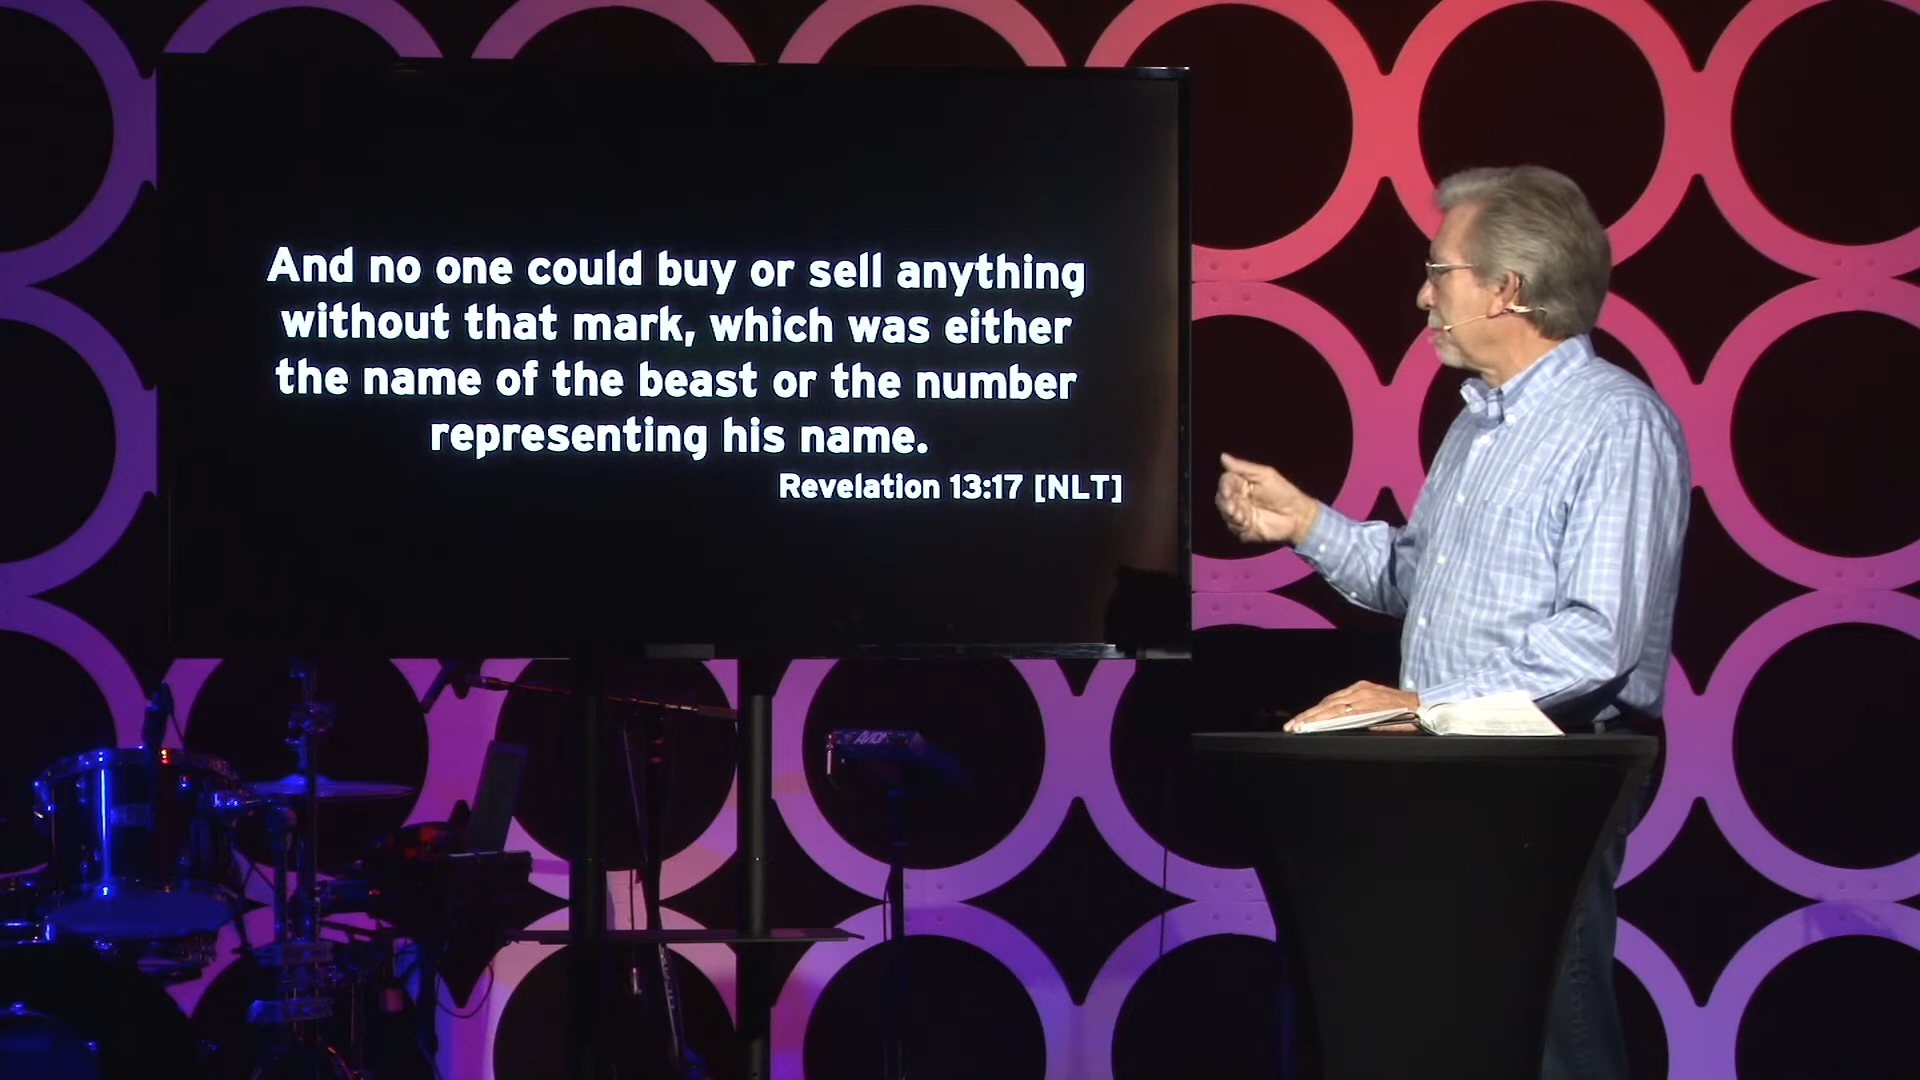 And no one could buy or sell anything
without that mark, which was either
the name of the beast or the number
representing his name.
Revelation 13:17 [NLT]
AVIOM